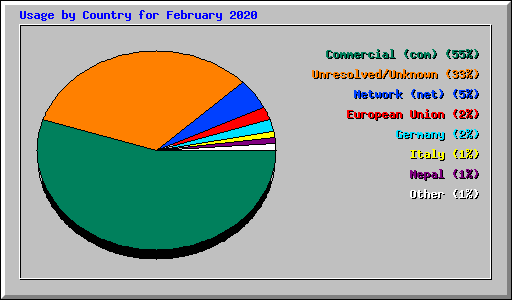 Usage by Country for February 2020
Commercial (com) (55%)
Unresolved/Unknown (33%)
Network (net) (5%)
European Union (2%)
Germany (2%)
Italy (1%)
Nepal (1%)
Other (1%)